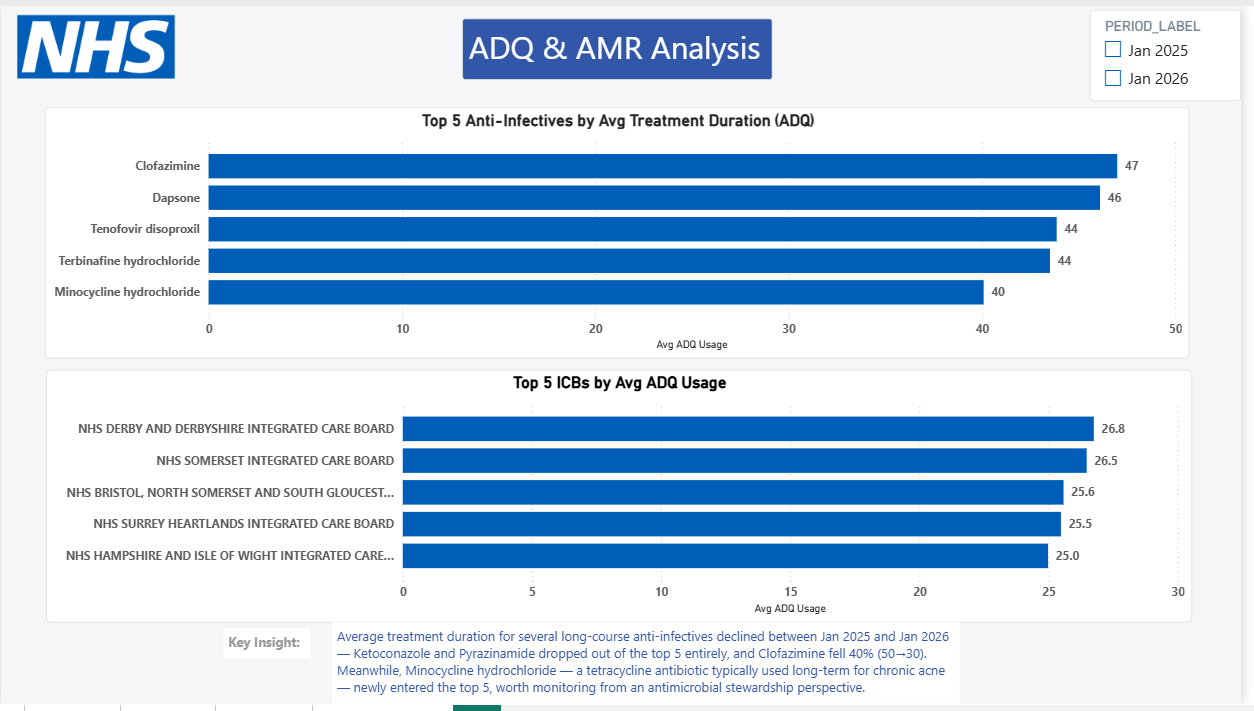 NHS
ADQ & AMR Analysis
PERIOD_LABEL
Jan 2025
Jan 2026
Top 5 Anti-Infectives by Avg Treatment Duration (ADQ)
Clofazimine 47
Dapsone 46
Tenofovir disoproxil 44
Terbinafine hydrochloride 44
Minocycline hydrochloride 40
0 10 20 30 40 50
Avg ADQ Usage
Top 5 ICBs by Avg ADQ Usage
NHS DERBY AND DERBYSHIRE INTEGRATED CARE BOARD 26.8
NHS SOMERSET INTEGRATED CARE BOARD 26.5
NHS BRISTOL, NORTH SOMERSET AND SOUTH GLOUCEST... 25.6
NHS SURREY HEARTLANDS INTEGRATED CARE BOARD 25.5
NHS HAMPSHIRE AND ISLE OF WIGHT INTEGRATED CARE... 25.0
0 5 10 15 20 25 30
Avg ADQ Usage
Key Insight:
Average treatment duration for several long-course anti-infectives declined between Jan 2025 and Jan 2026
— Ketoconazole and Pyrazinamide dropped out of the top 5 entirely, and Clofazimine fell 40% (50→30).
Meanwhile, Minocycline hydrochloride — a tetracycline antibiotic typically used long-term for chronic acne
— newly entered the top 5, worth monitoring from an antimicrobial stewardship perspective.